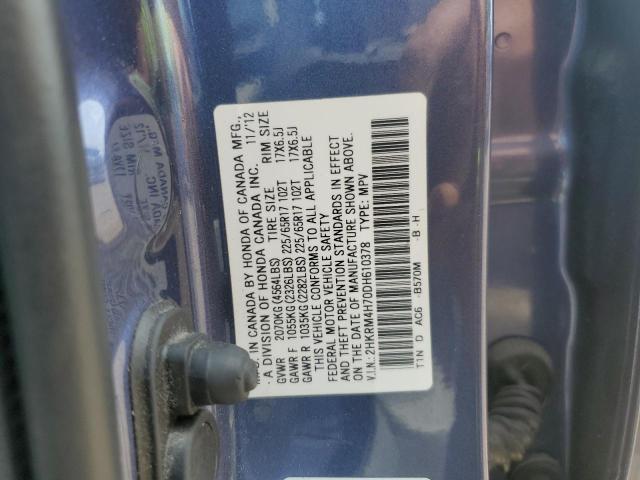 MFD. IN CANADA BY HONDA OF CANADA MFG.,
A DIVISION OF HONDA CANADA INC. 11/'12
GVWR 2070KG(4564LBS) TIRE SIZE RIM SIZE
GAWR F 1055KG(2326LBS) 225/65R17 102T 17X6.5J
GAWR R 1035KG(2282LBS) 225/65R17 102T 17X6.5J
THIS VEHICLE CONFORMS TO ALL APPLICABLE
FEDERAL MOTOR VEHICLE SAFETY
AND THEFT PREVENTION STANDARDS IN EFFECT
ON THE DATE OF MANUFACTURE SHOWN ABOVE.
V.I.N.: 2HKRM4H77DH610378 TYPE: MPV
T1N D AC6 -B570M -B-H